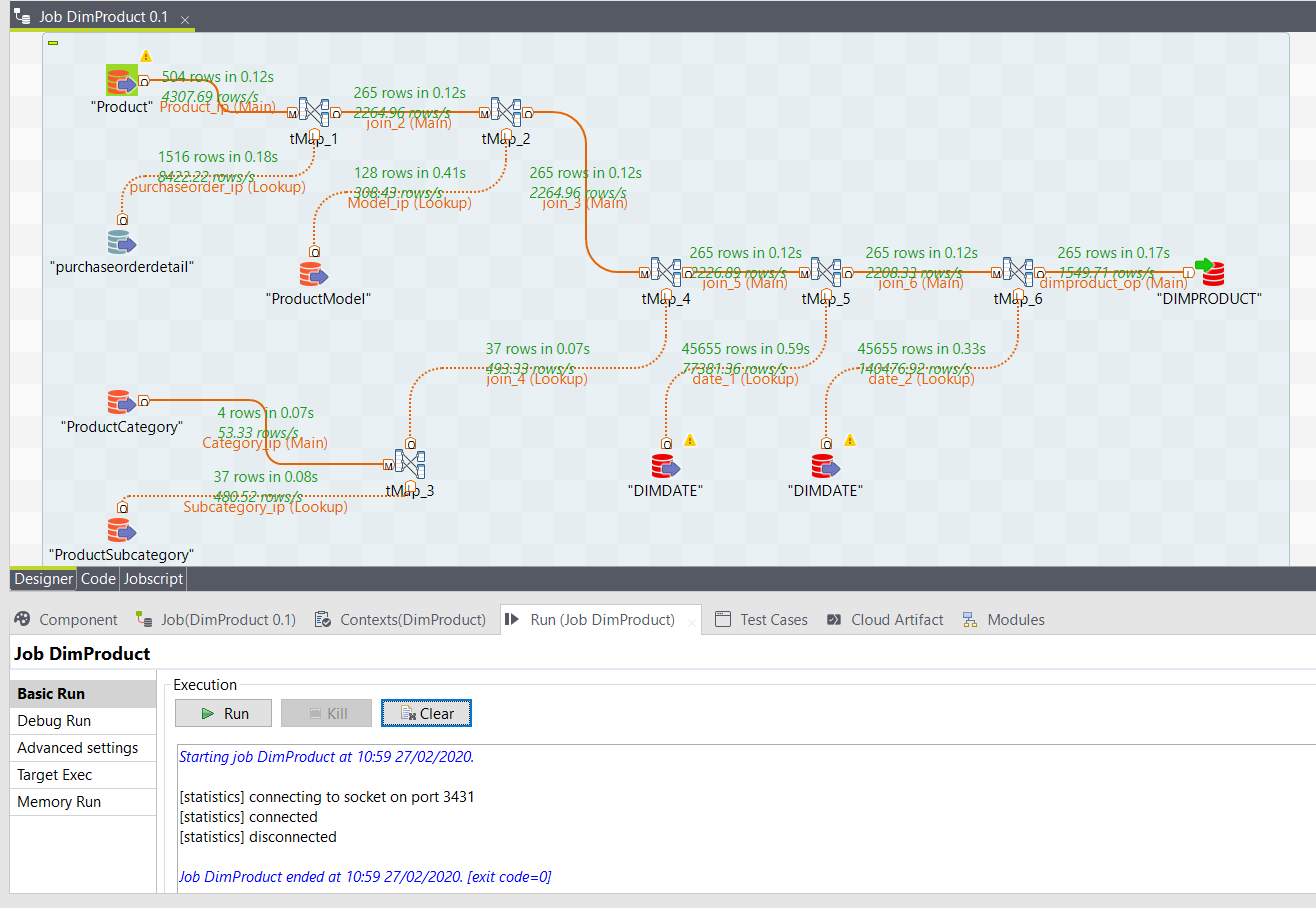 Job DimProduct 0.1
504 rows in 0.12s
4307.69 rows/s
Product_ip (Main)
"Product"
265 rows in 0.12s
2264.96 rows/s
join_2 (Main)
tMap_1
tMap_2
1516 rows in 0.18s
8422.22 rows/s
purchaseorder_ip (Lookup)
128 rows in 0.41s
308.43 rows/s
Model_ip (Lookup)
265 rows in 0.12s
2264.96 rows/s
join_3 (Main)
"purchaseorderdetail"
"ProductModel"
265 rows in 0.12s
2226.89 rows/s
join_5 (Main)
265 rows in 0.12s
2208.33 rows/s
join_6 (Main)
265 rows in 0.17s
1549.71 rows/s
dimproduct_op (Main)
tMap_4
tMap_5
tMap_6
"DIMPRODUCT"
37 rows in 0.07s
493.33 rows/s
join_4 (Lookup)
45655 rows in 0.59s
77381.36 rows/s
date_1 (Lookup)
45655 rows in 0.33s
140476.92 rows/s
date_2 (Lookup)
"ProductCategory"
4 rows in 0.07s
53.33 rows/s
Category_ip (Main)
37 rows in 0.08s
480.52 rows/s
Subcategory_ip (Lookup)
tMap_3
"DIMDATE"
"DIMDATE"
"ProductSubcategory"
Designer Code Jobscript
Component Job(DimProduct 0.1) Contexts(DimProduct) Run (Job DimProduct) Test Cases Cloud Artifact Modules
Job DimProduct
Basic Run
Debug Run
Advanced settings
Target Exec
Memory Run
Execution
Run Kill Clear
Starting job DimProduct at 10:59 27/02/2020.
[statistics] connecting to socket on port 3431
[statistics] connected
[statistics] disconnected
Job DimProduct ended at 10:59 27/02/2020. [exit code=0]